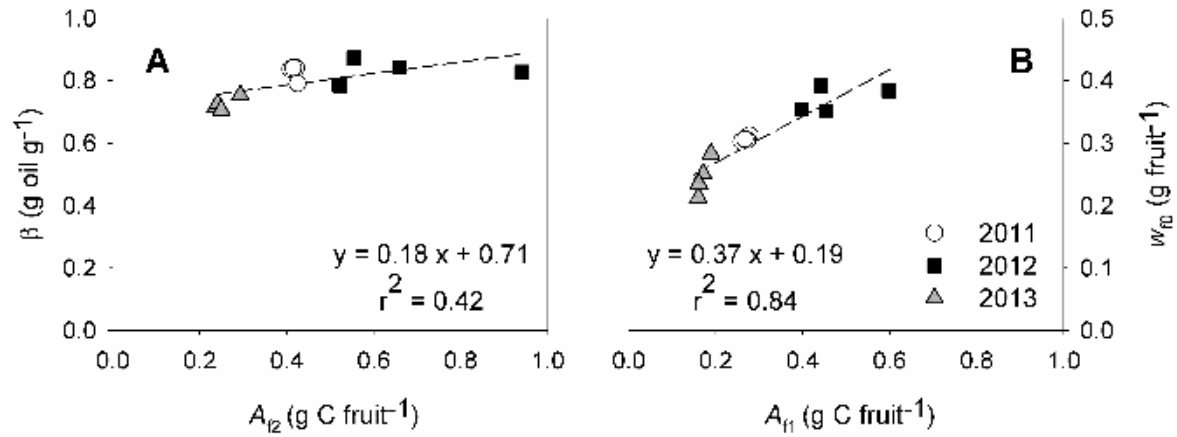 A
β (g oil g⁻¹)
1.0
0.8
0.6
0.4
0.2
0.0
y = 0.18 x + 0.71
r² = 0.42
0.0 0.2 0.4 0.6 0.8 1.0
A_f2 (g C fruit⁻¹)
B
0.5
0.4
0.3
0.2
0.1
0.0
w_f0 (g fruit⁻¹)
y = 0.37 x + 0.19
r² = 0.84
2011
2012
2013
0.0 0.2 0.4 0.6 0.8 1.0
A_f1 (g C fruit⁻¹)